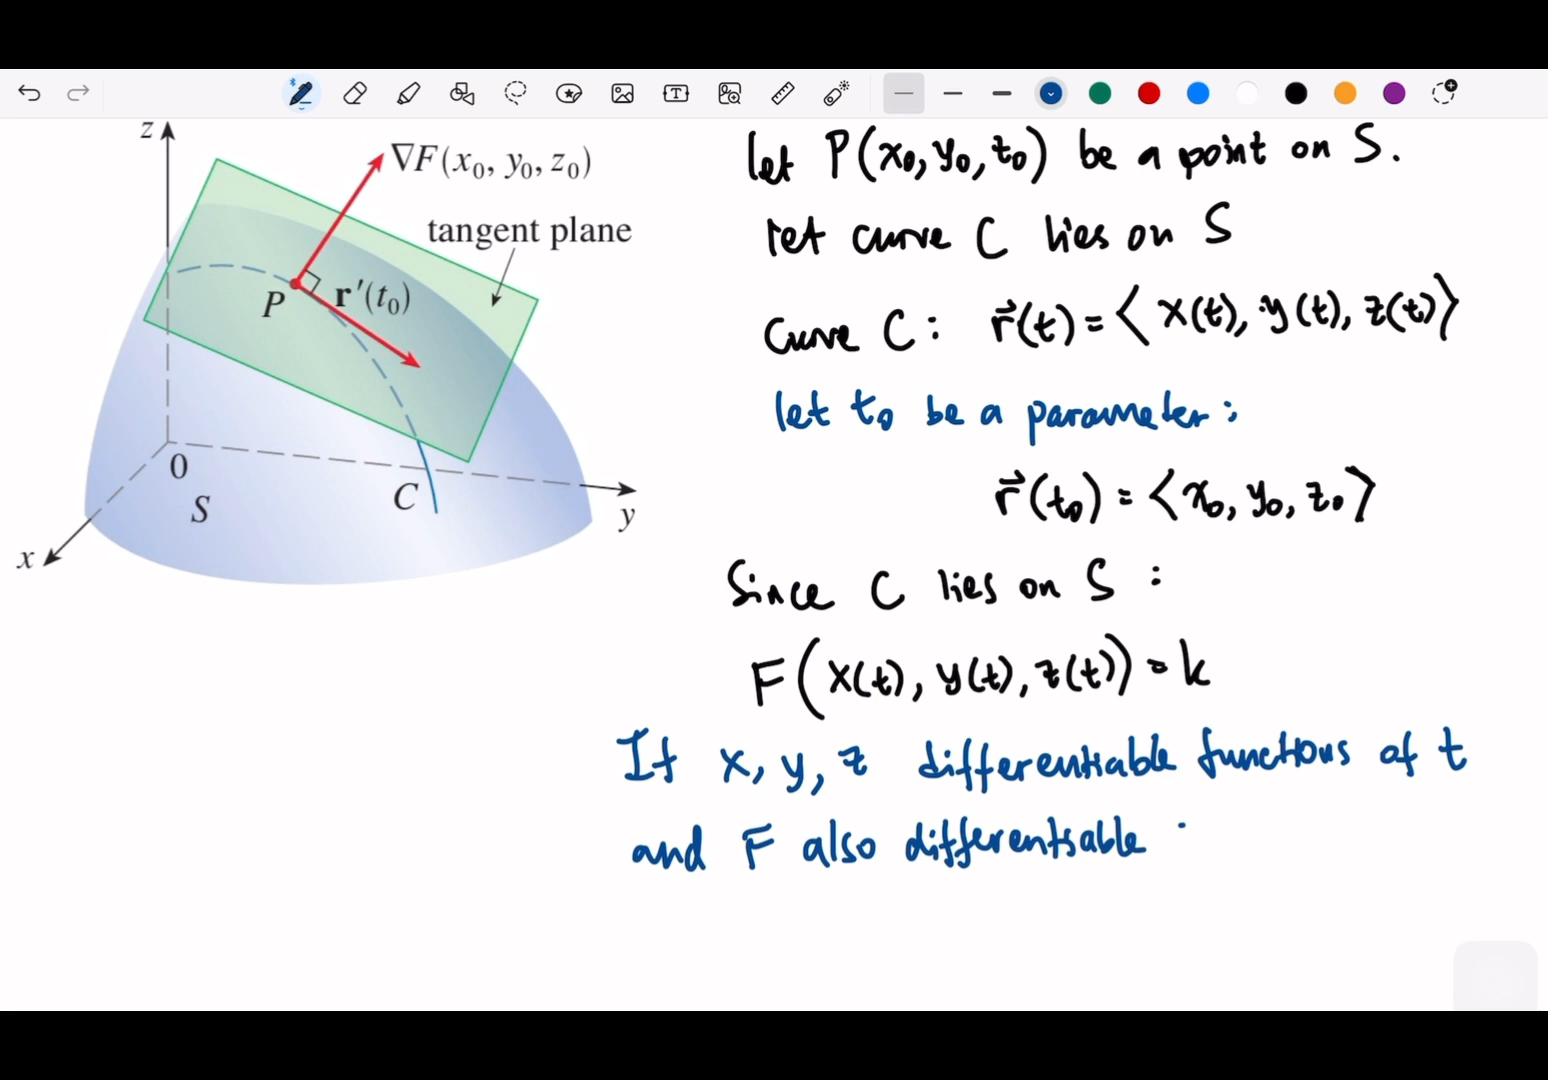 z
∇F(x₀, y₀, z₀)
tangent plane
P
r′(t₀)
0
S
C
y
x
let P(x₀, y₀, z₀) be a point on S.
let curve C lies on S
Curve C: r⃗(t) = ⟨x(t), y(t), z(t)⟩
let t₀ be a parameter:
r⃗(t₀) = ⟨x₀, y₀, z₀⟩
Since C lies on S :
F(x(t), y(t), z(t)) = k
If x, y, z differentiable functions of t
and F also differentiable